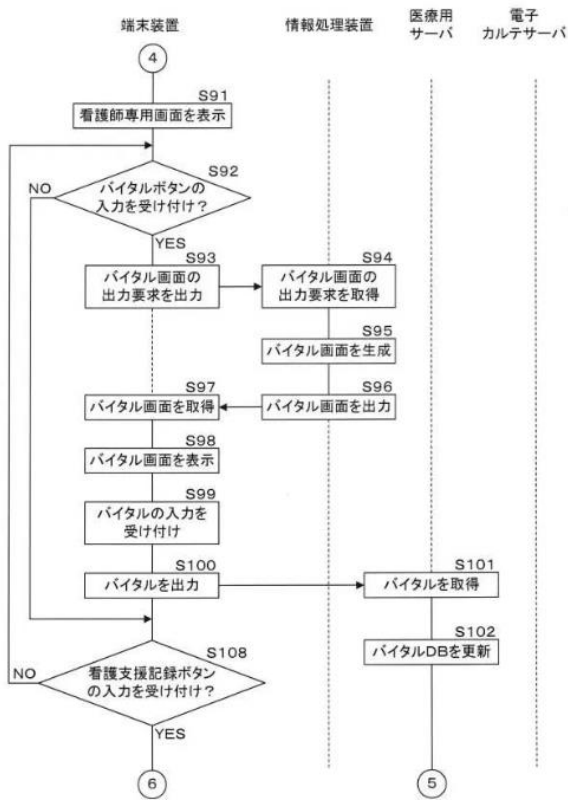 端末装置
情報処理装置
医療用
サーバ
電子
カルテサーバ
4
S91
看護師専用画面を表示
S92
バイタルボタンの
入力を受け付け?
NO
YES
S93
バイタル画面の
出力要求を出力
S94
バイタル画面の
出力要求を取得
S95
バイタル画面を生成
S97
バイタル画面を取得
S96
バイタル画面を出力
S98
バイタル画面を表示
S99
バイタルの入力を
受け付け
S100
バイタルを出力
S101
バイタルを取得
S102
バイタルDBを更新
S108
看護支援記録ボタン
の入力を受け付け?
NO
YES
6
5